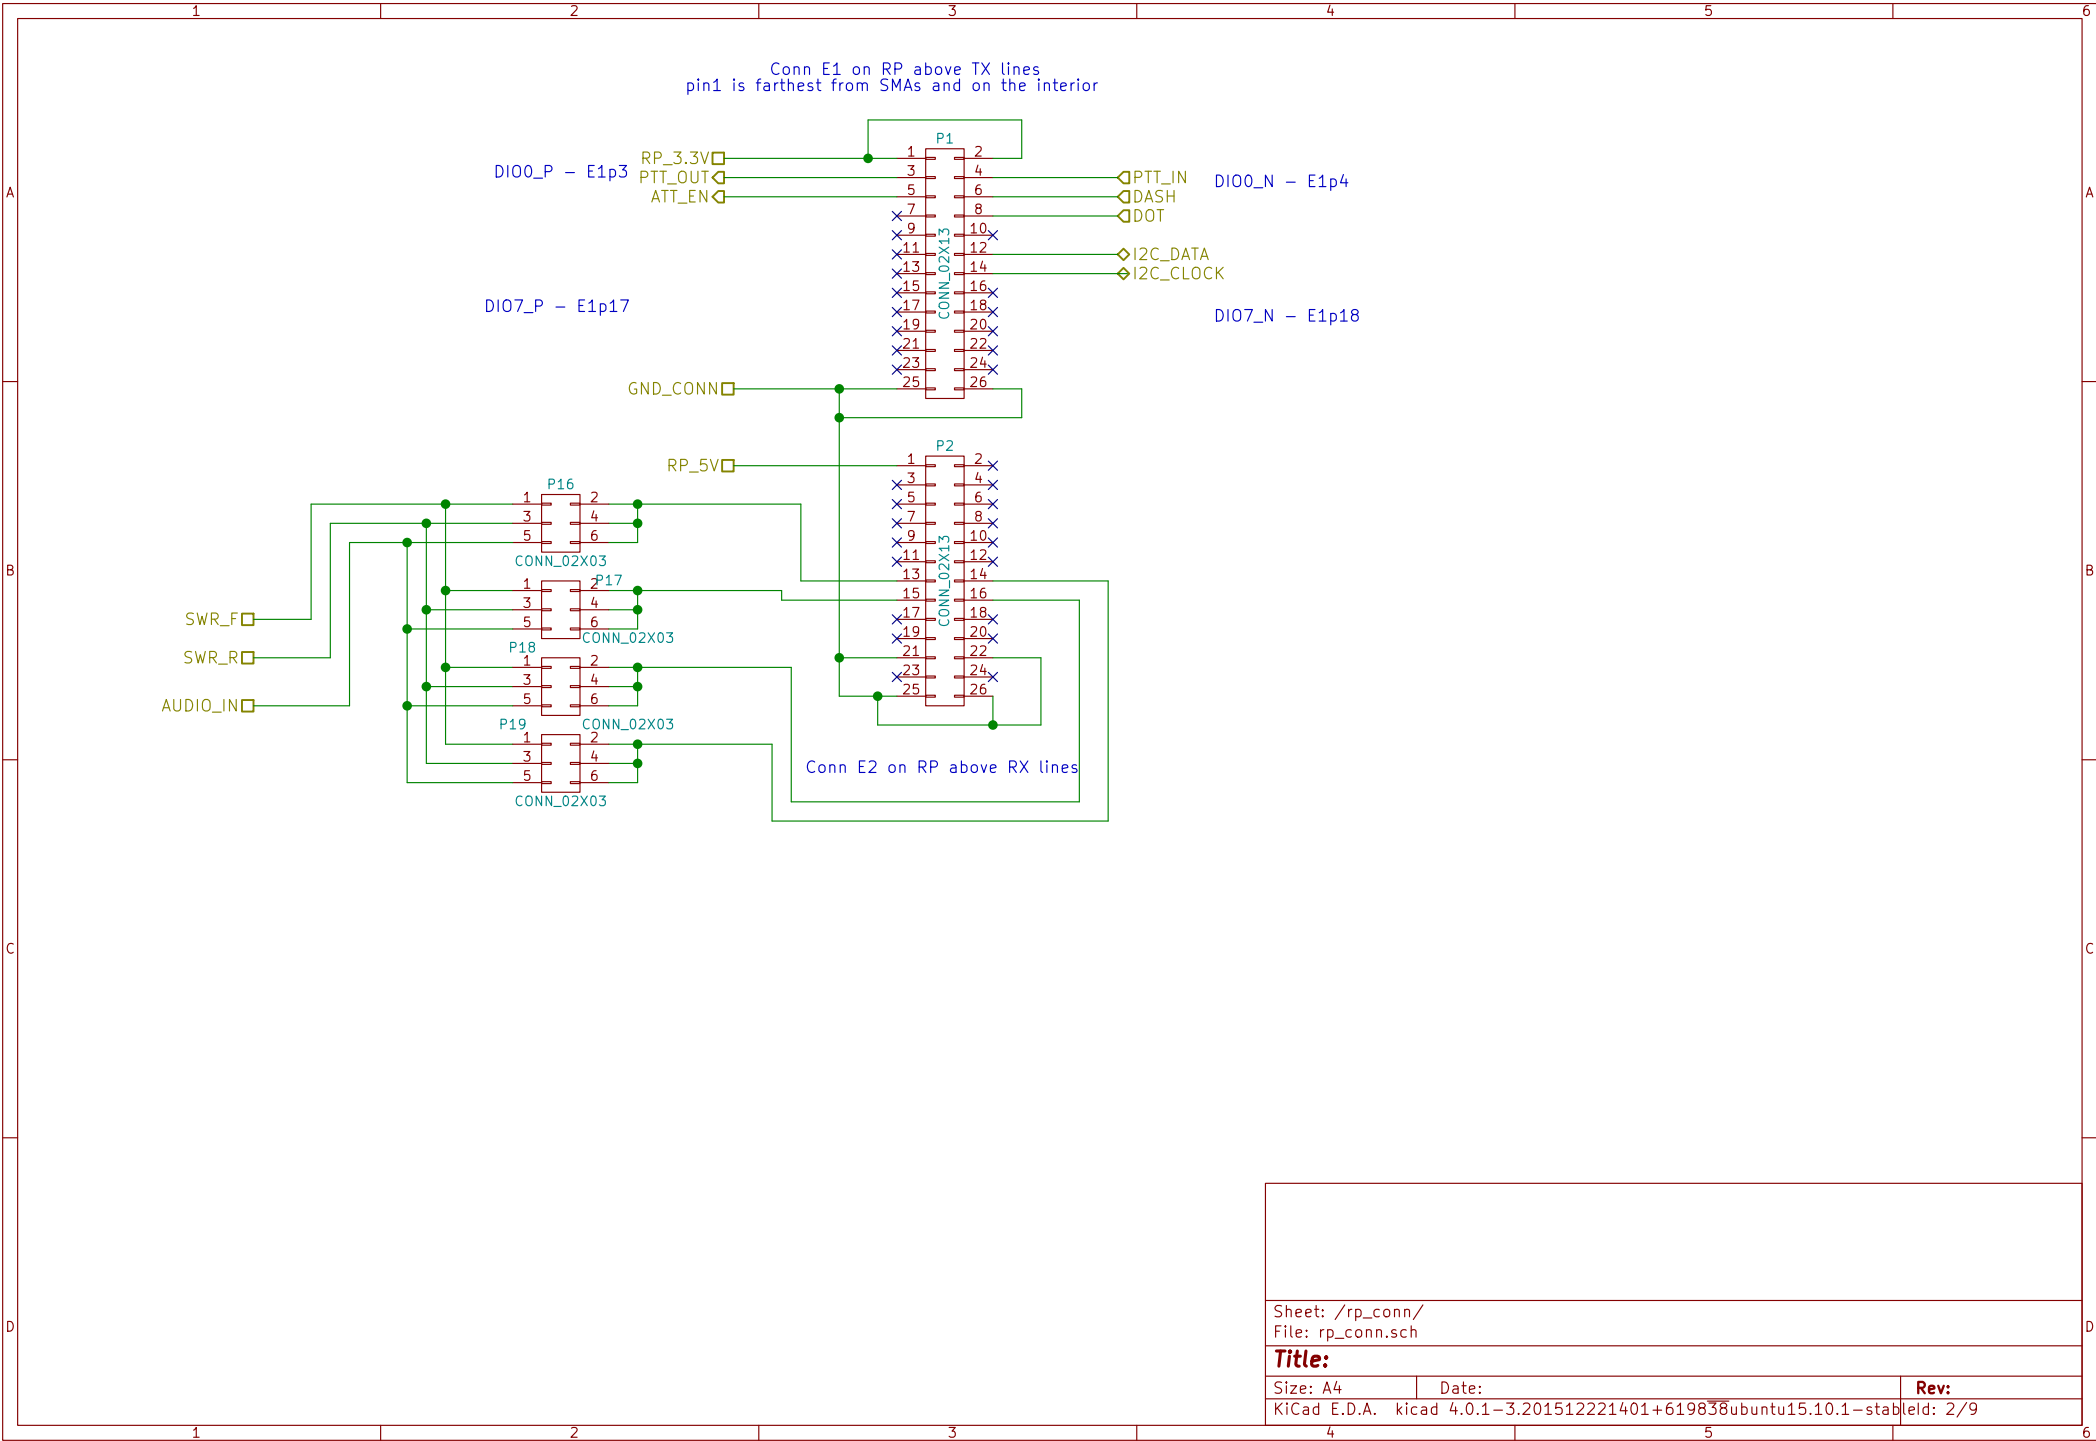 1 2 3 4 5 6
Conn E1 on RP above TX lines
pin1 is farthest from SMAs and on the interior
P1
RP_3.3V 1 2
DIO0_P - E1p3 PTT_OUT 3 4 PTT_IN DIO0_N - E1p4
A ATT_EN 5 6 DASH A
7 8 DOT
9 10
11 12 I2C_DATA
13 14 I2C_CLOCK
15 16
DIO7_P - E1p17 17 18 DIO7_N - E1p18
19 20
21 22
23 24
GND_CONN 25 26
CONN_02X13
P2
RP_5V 1 2
3 4
5 6
7 8
9 10
11 12
13 14
15 16
17 18
19 20
21 22
23 24
25 26
CONN_02X13
P16
1 2
3 4
5 6
CONN_02X03
B B
P17
1 2
3 4
5 6
CONN_02X03
SWR_F
SWR_R
AUDIO_IN
P18
1 2
3 4
5 6
CONN_02X03
P19
1 2
3 4
5 6
CONN_02X03
Conn E2 on RP above RX lines
C C
Sheet: /rp_conn/
File: rp_conn.sch
D D
Title:
Size: A4 Date: Rev:
KiCad E.D.A. kicad 4.0.1-3.201512221401+619838ubuntu15.10.1-stable Id: 2/9
1 2 3 4 5 6